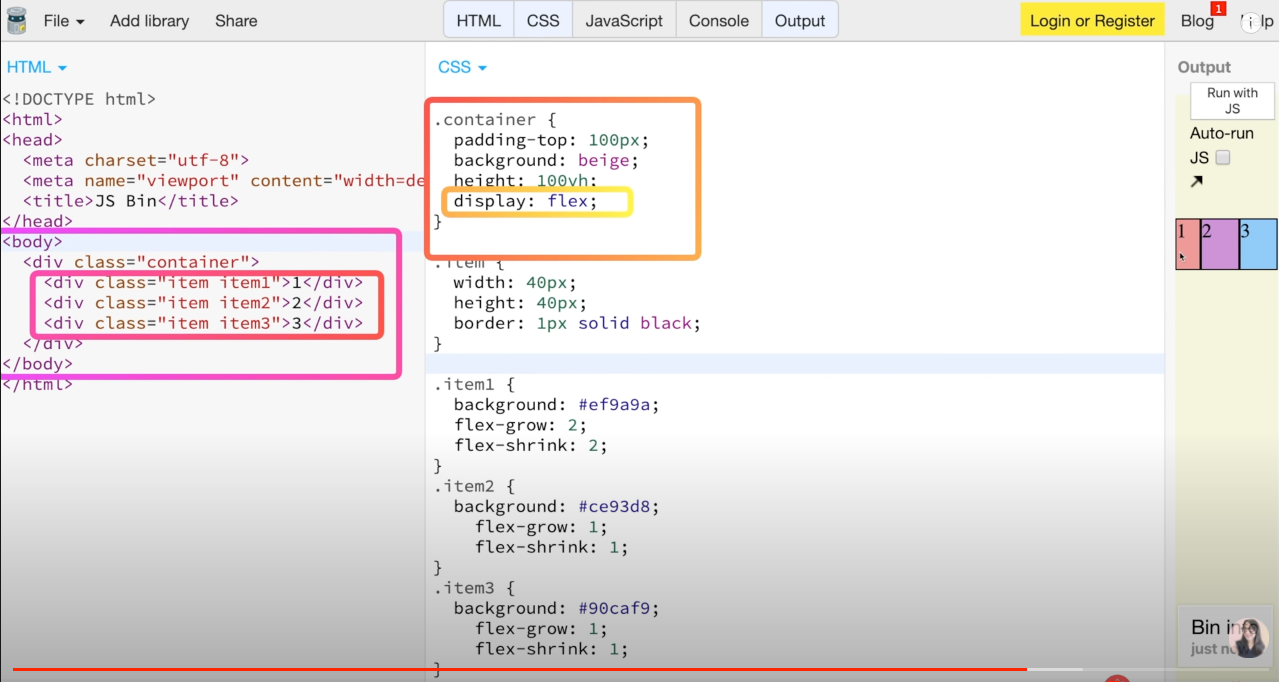 File Add library Share HTML CSS JavaScript Console Output Login or Register Blog 1
HTML
<!DOCTYPE html>
<html>
<head>
<meta charset="utf-8">
<meta name="viewport" content="width=de
<title>JS Bin</title>
</head>
<body>
<div class="container">
<div class="item item1">1</div>
<div class="item item2">2</div>
<div class="item item3">3</div>
</div>
</body>
</html>
CSS
.container {
padding-top: 100px;
background: beige;
height: 100vh;
display: flex;
}
.item {
width: 40px;
height: 40px;
border: 1px solid black;
}
.item1 {
background: #ef9a9a;
flex-grow: 2;
flex-shrink: 2;
}
.item2 {
background: #ce93d8;
flex-grow: 1;
flex-shrink: 1;
}
.item3 {
background: #90caf9;
flex-grow: 1;
flex-shrink: 1;
}
Output
Run with
JS
Auto-run
JS
1 2 3
Bin
just